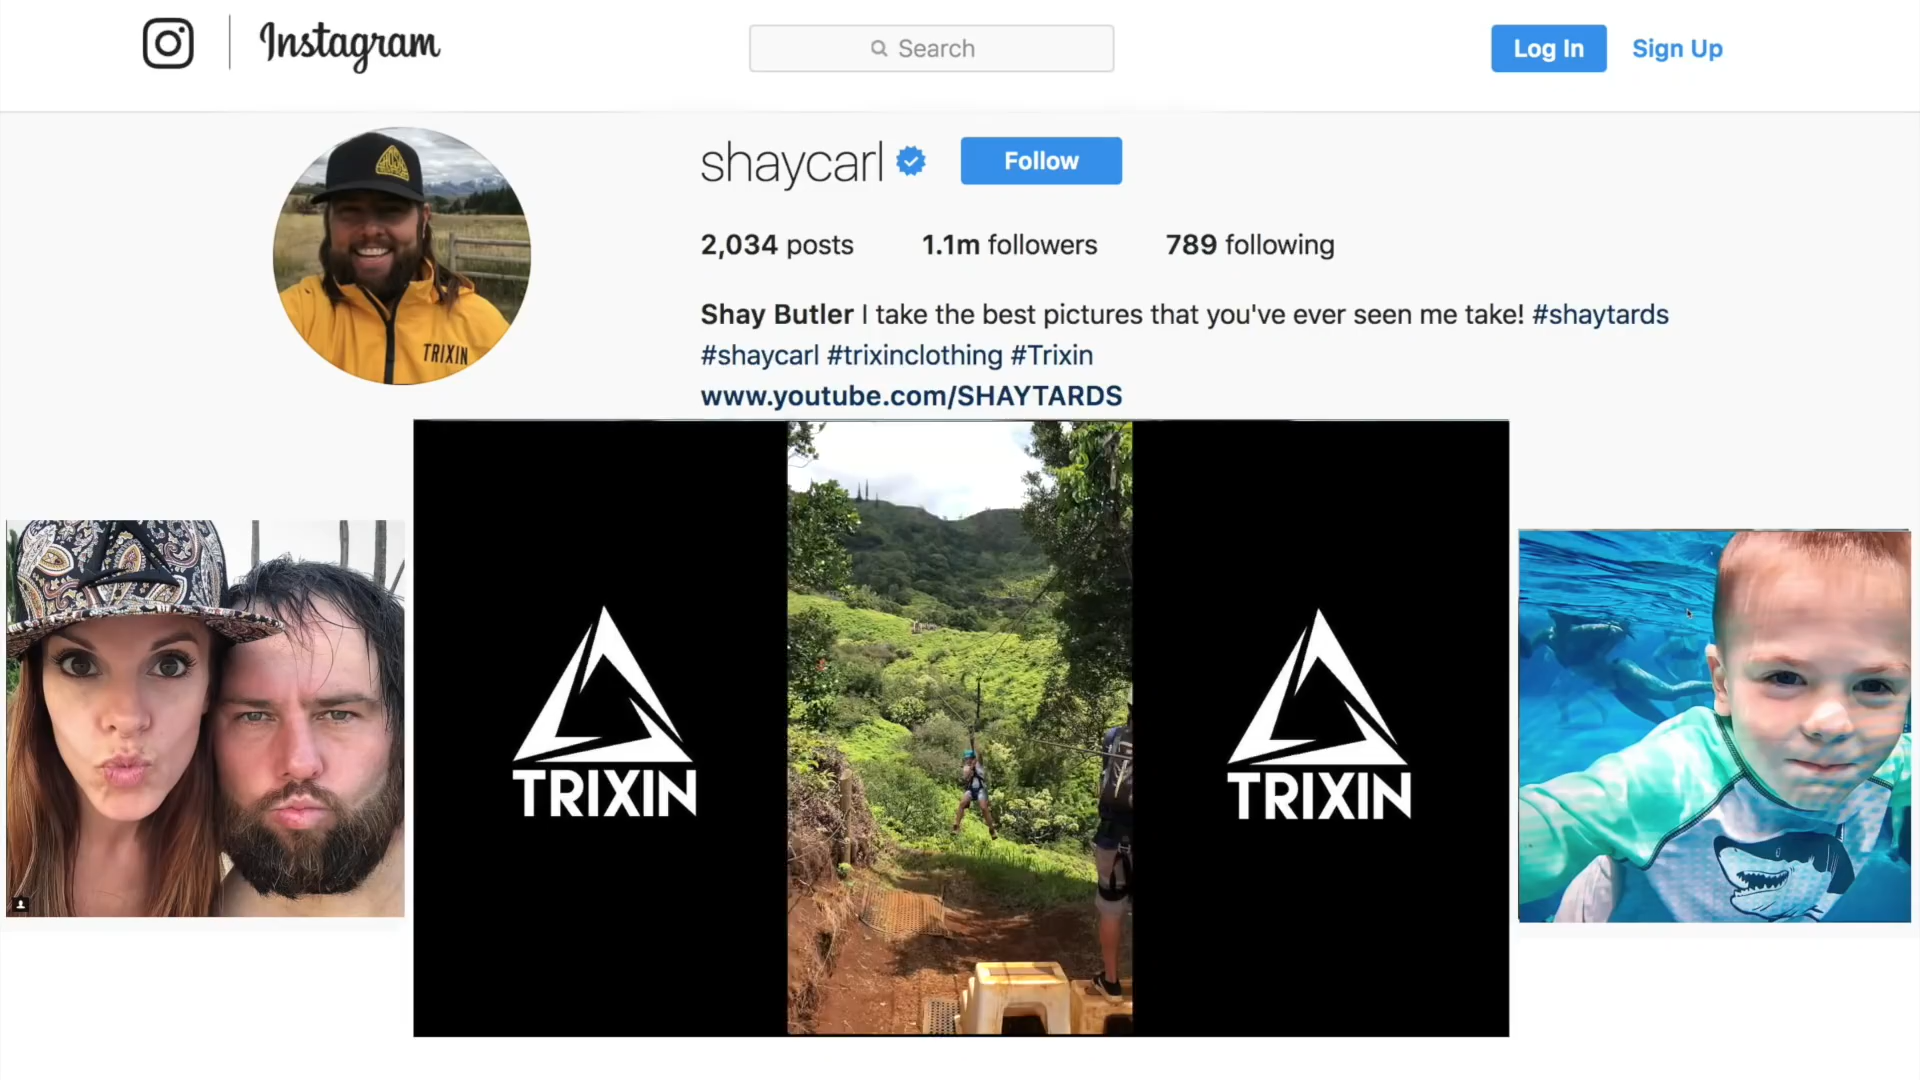 Instagram
Search
Log In
Sign Up
shaycarl
Follow
2,034 posts 1.1m followers 789 following
Shay Butler I take the best pictures that you've ever seen me take! #shaytards
#shaycarl #trixinclothing #Trixin
www.youtube.com/SHAYTARDS
TRIXIN
TRIXIN
TRIXIN